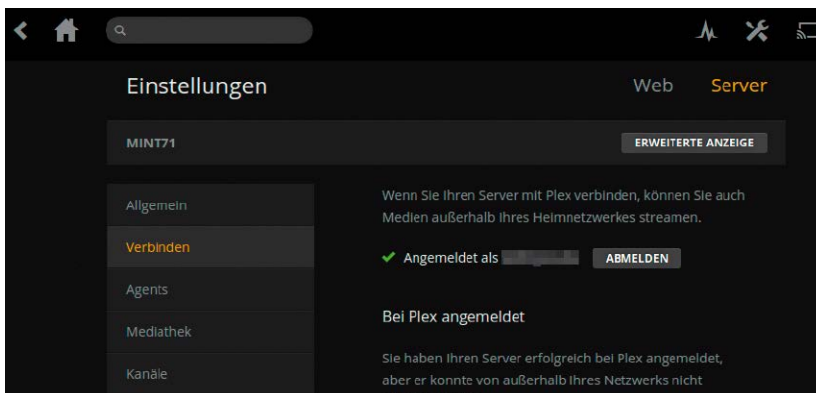 Einstellungen
Web
Server
MINT71
ERWEITERTE ANZEIGE
Allgemein
Verbinden
Agents
Mediathek
Kanäle
Wenn Sie Ihren Server mit Plex verbinden, können Sie auch
Medien außerhalb Ihres Heimnetzwerkes streamen.
Angemeldet als
ABMELDEN
Bei Plex angemeldet
Sie haben Ihren Server erfolgreich bei Plex angemeldet,
aber er konnte von außerhalb Ihres Netzwerks nicht